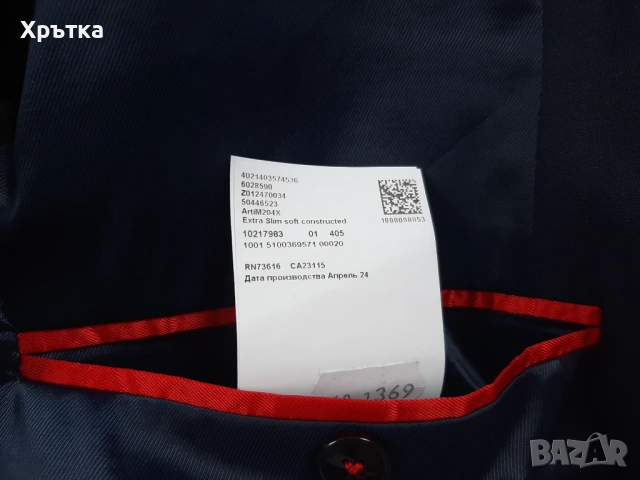 Хрътка
4021403574536
6028590
Z012470034
50446523
ArtiM204X
Extra Slim soft constructed
10217983 01 405
1001 5100369571 00020
RN73616 CA23115
Дата производства Апрель 24
1369
BAZAR